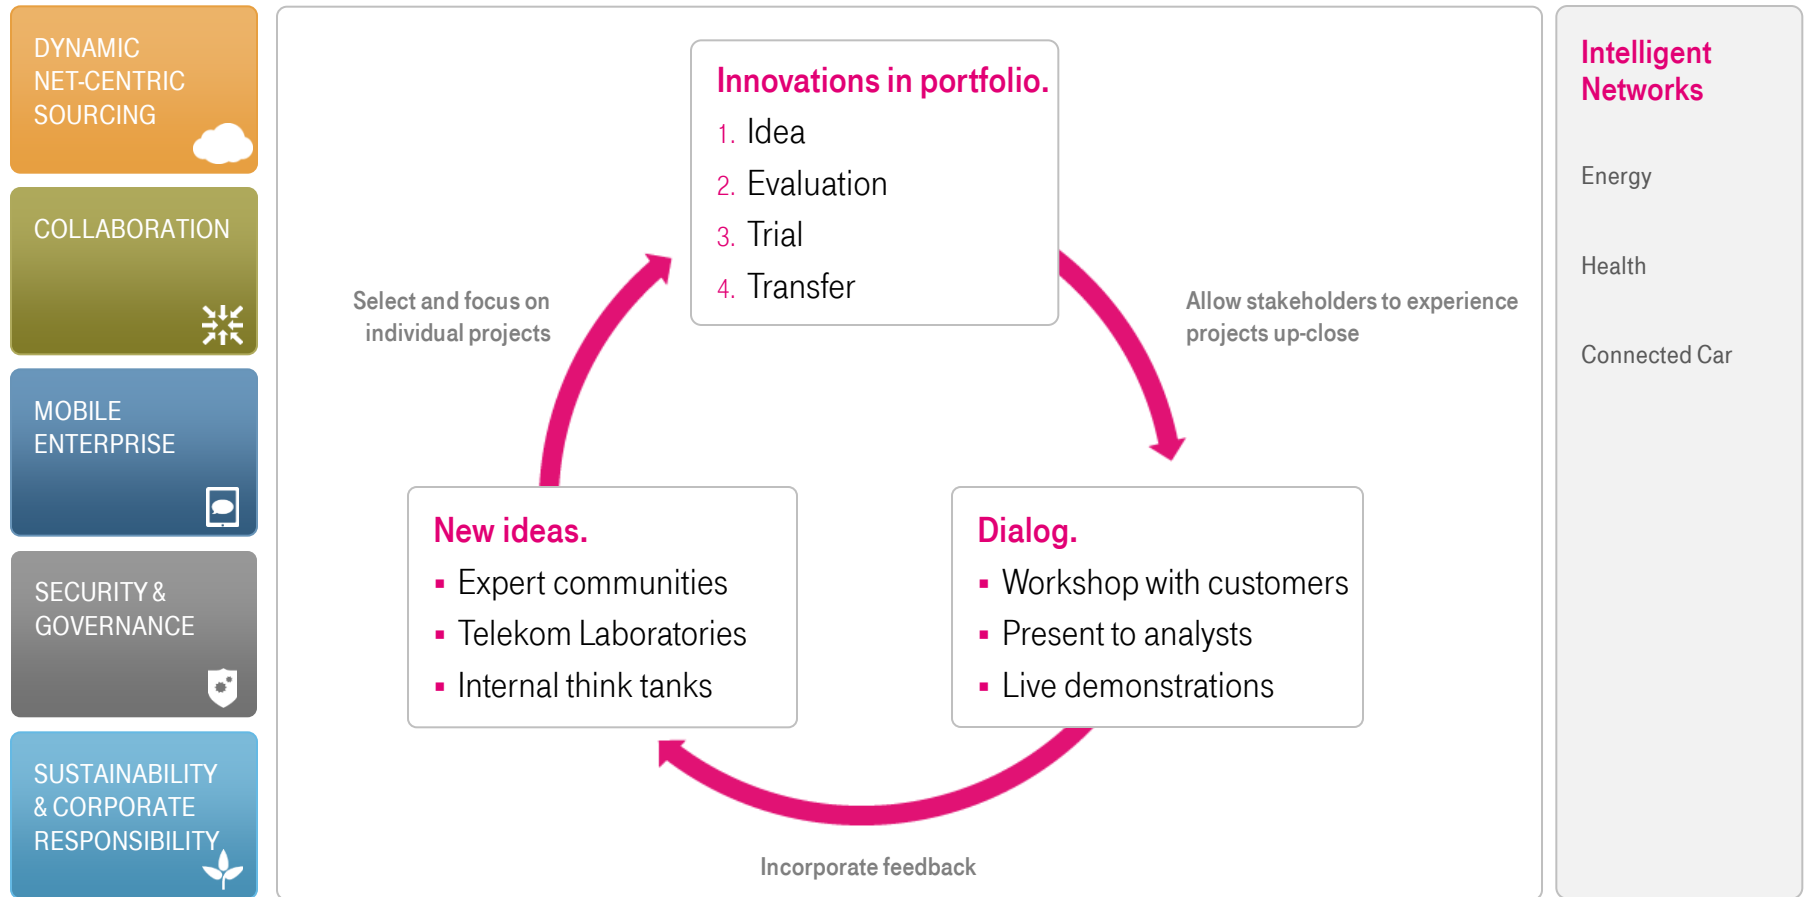 DYNAMIC
NET-CENTRIC
SOURCING
COLLABORATION
MOBILE
ENTERPRISE
SECURITY &
GOVERNANCE
SUSTAINABILITY
& CORPORATE
RESPONSIBILITY
Innovations in portfolio.
1. Idea
2. Evaluation
3. Trial
4. Transfer
Select and focus on
individual projects
Allow stakeholders to experience
projects up-close
New ideas.
▪ Expert communities
▪ Telekom Laboratories
▪ Internal think tanks
Dialog.
▪ Workshop with customers
▪ Present to analysts
▪ Live demonstrations
Incorporate feedback
Intelligent
Networks
Energy
Health
Connected Car